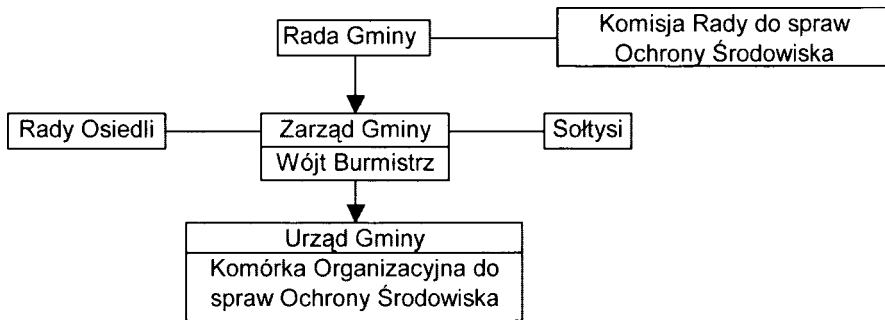 Rada Gminy
Komisja Rady do spraw
Ochrony Środowiska
Rady Osiedli
Zarząd Gminy
Sołtysi
Wójt Burmistrz
Urząd Gminy
Komórka Organizacyjna do
spraw Ochrony Środowiska